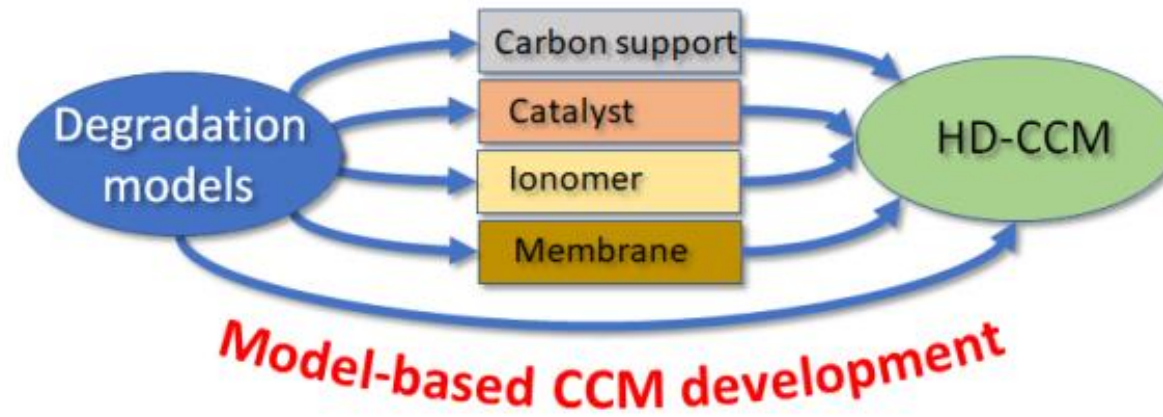 Carbon support
Degradation
models
Catalyst
Ionomer
Membrane
HD-CCM
Model-based CCM development